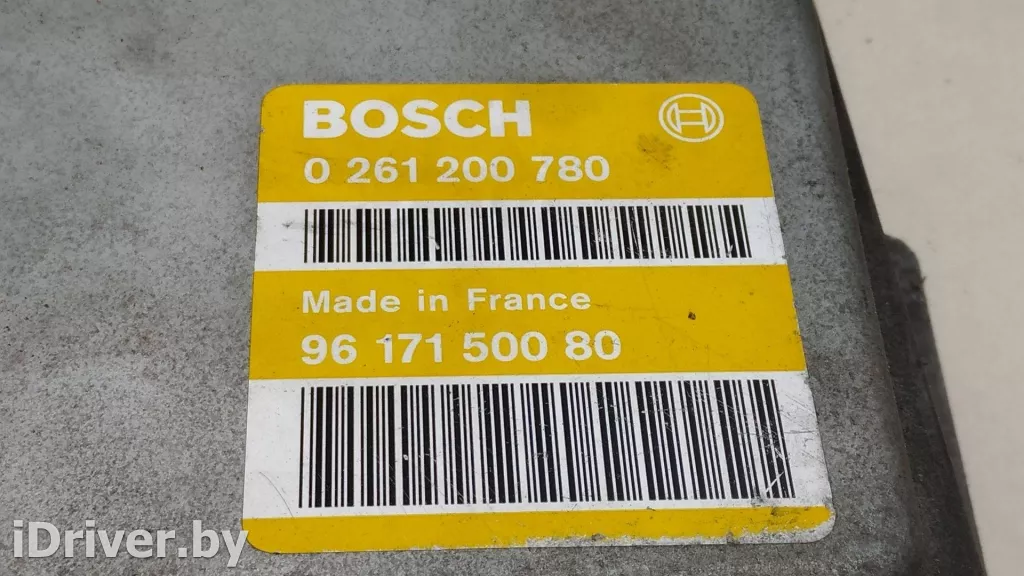 BOSCH
0 261 200 780
Made in France
96 171 500 80
iDriver.by